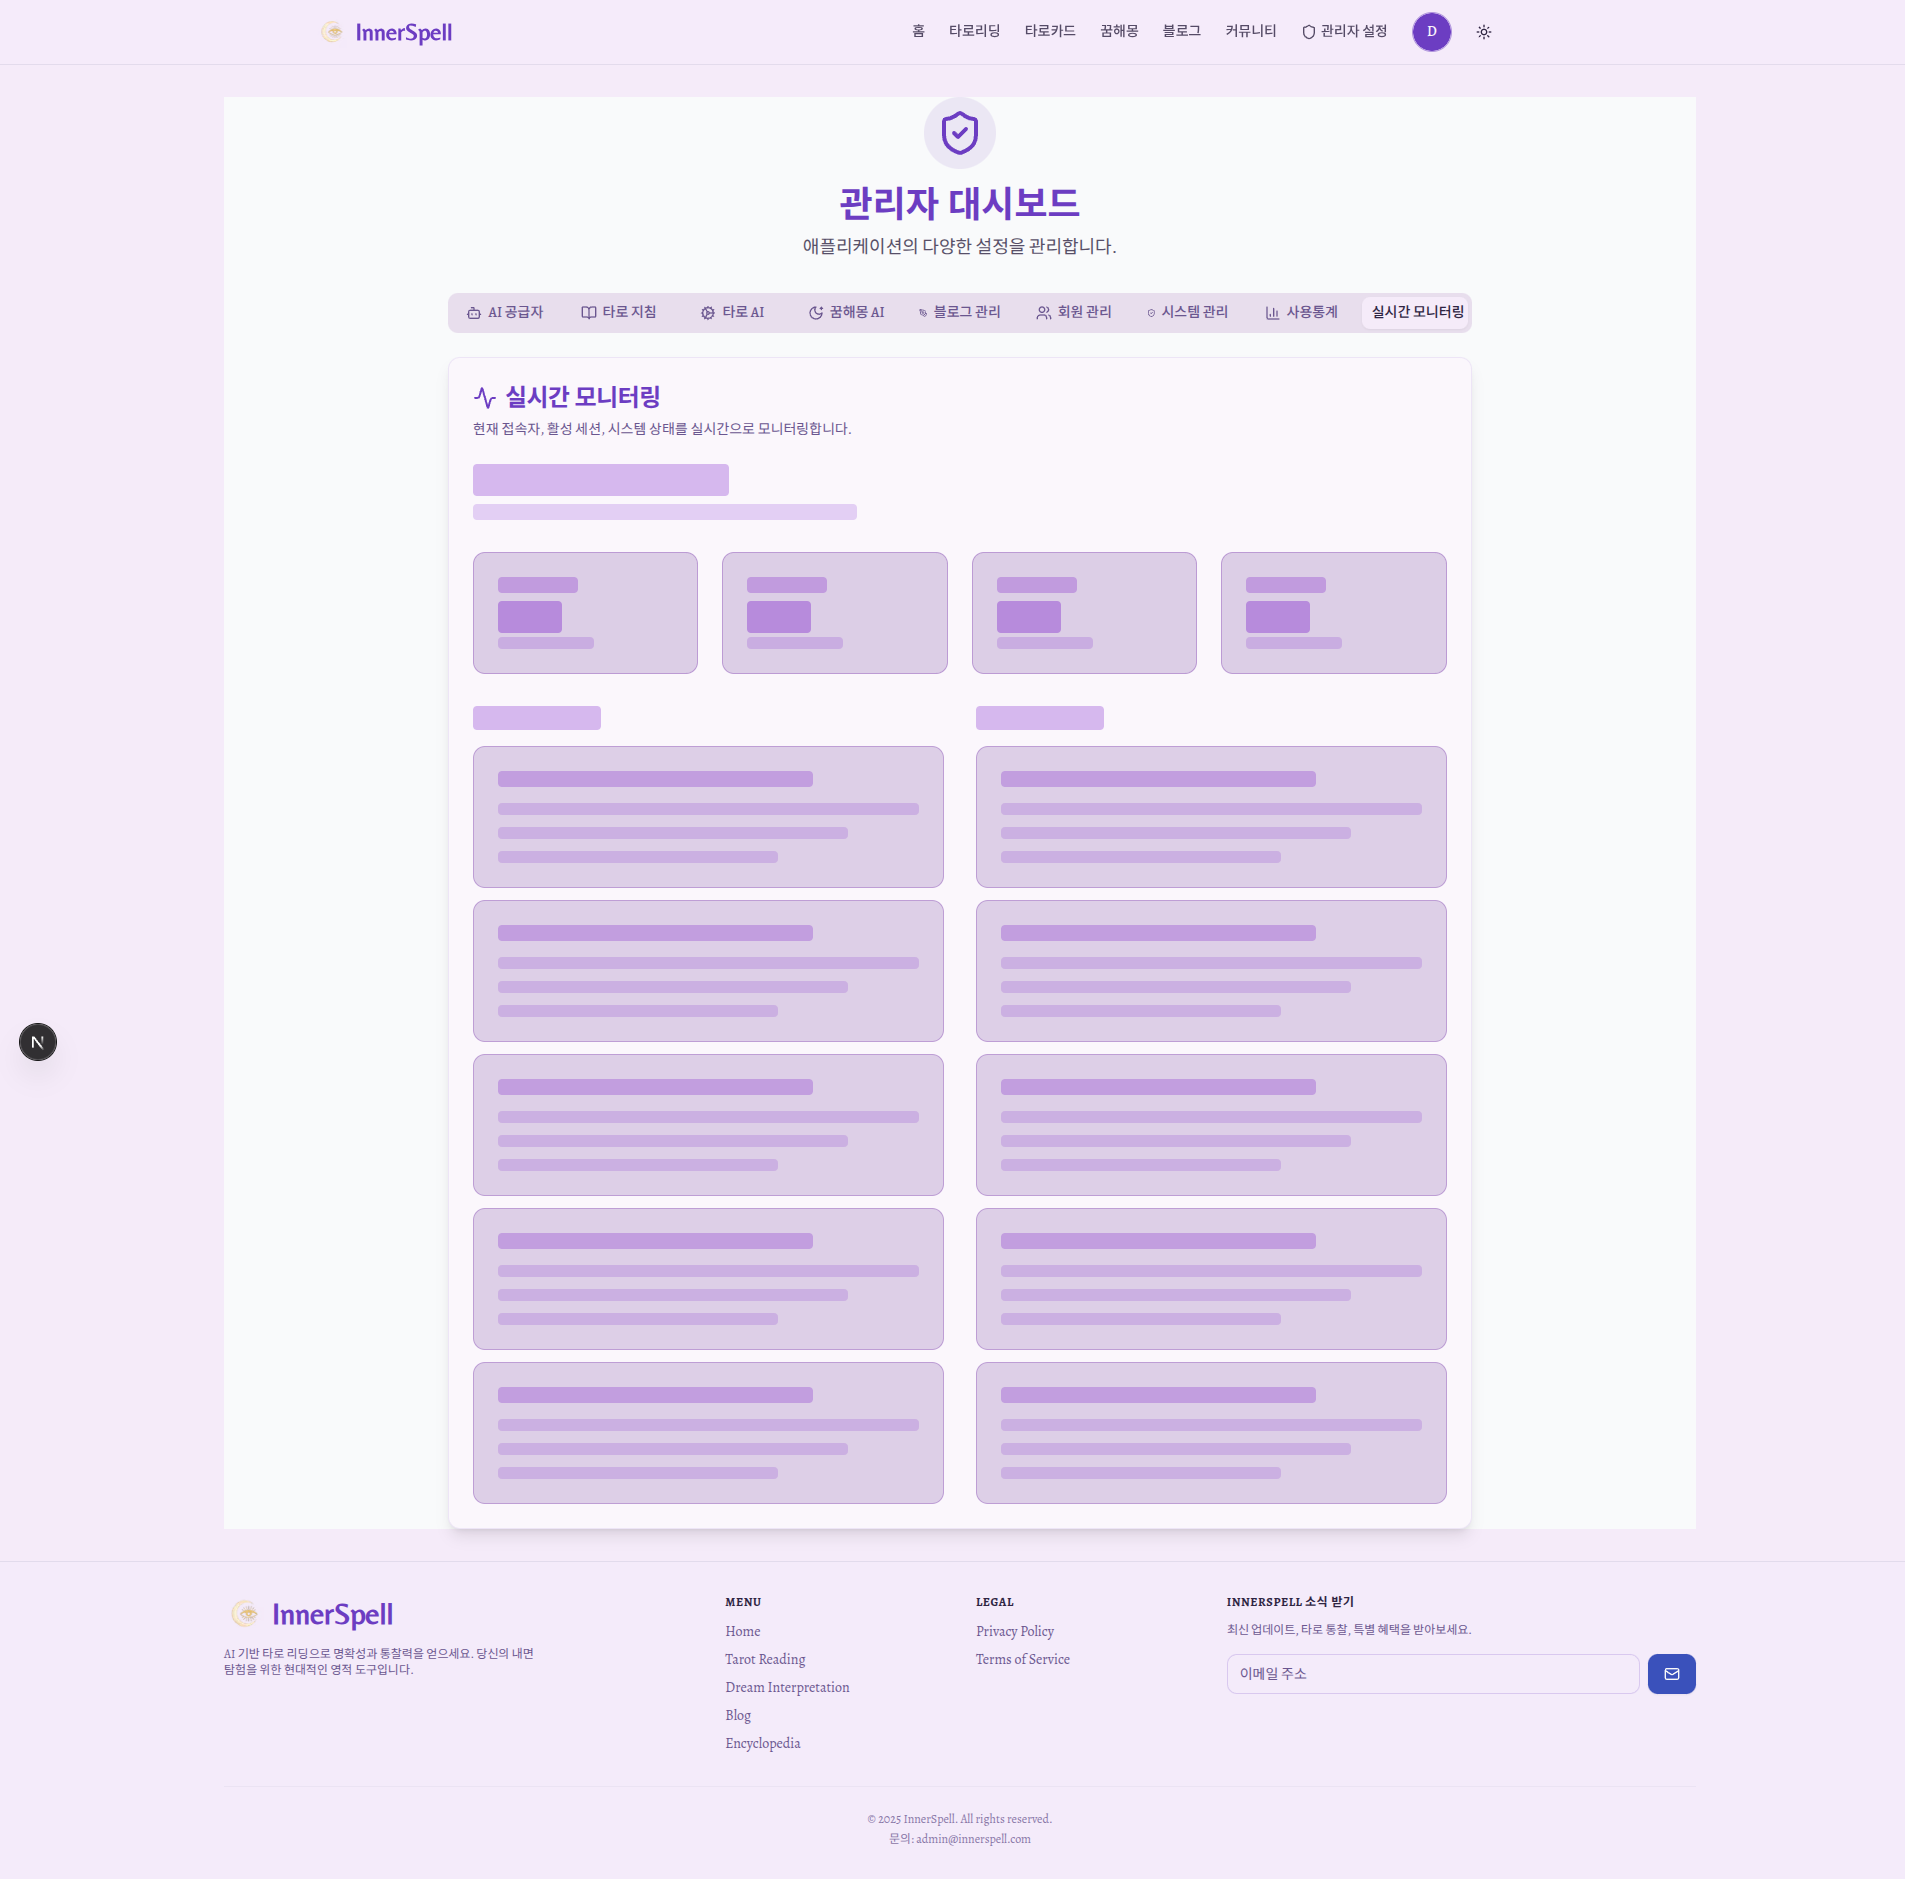 InnerSpell
홈 타로리딩 타로카드 꿈해몽 블로그 커뮤니티 관리자 설정 D
관리자 대시보드
애플리케이션의 다양한 설정을 관리합니다.
AI 공급자 타로 지침 타로 AI 꿈해몽 AI 블로그 관리 회원 관리 시스템 관리 사용통계 실시간 모니터링
실시간 모니터링
현재 접속자, 활성 세션, 시스템 상태를 실시간으로 모니터링합니다.
N
InnerSpell
AI 기반 타로 리딩으로 명확성과 통찰력을 얻으세요. 당신의 내면
탐험을 위한 현대적인 영적 도구입니다.
MENU
Home
Tarot Reading
Dream Interpretation
Blog
Encyclopedia
LEGAL
Privacy Policy
Terms of Service
INNERSPELL 소식 받기
최신 업데이트, 타로 통찰, 특별 혜택을 받아보세요.
이메일 주소
© 2025 InnerSpell. All rights reserved.
문의: admin@innerspell.com